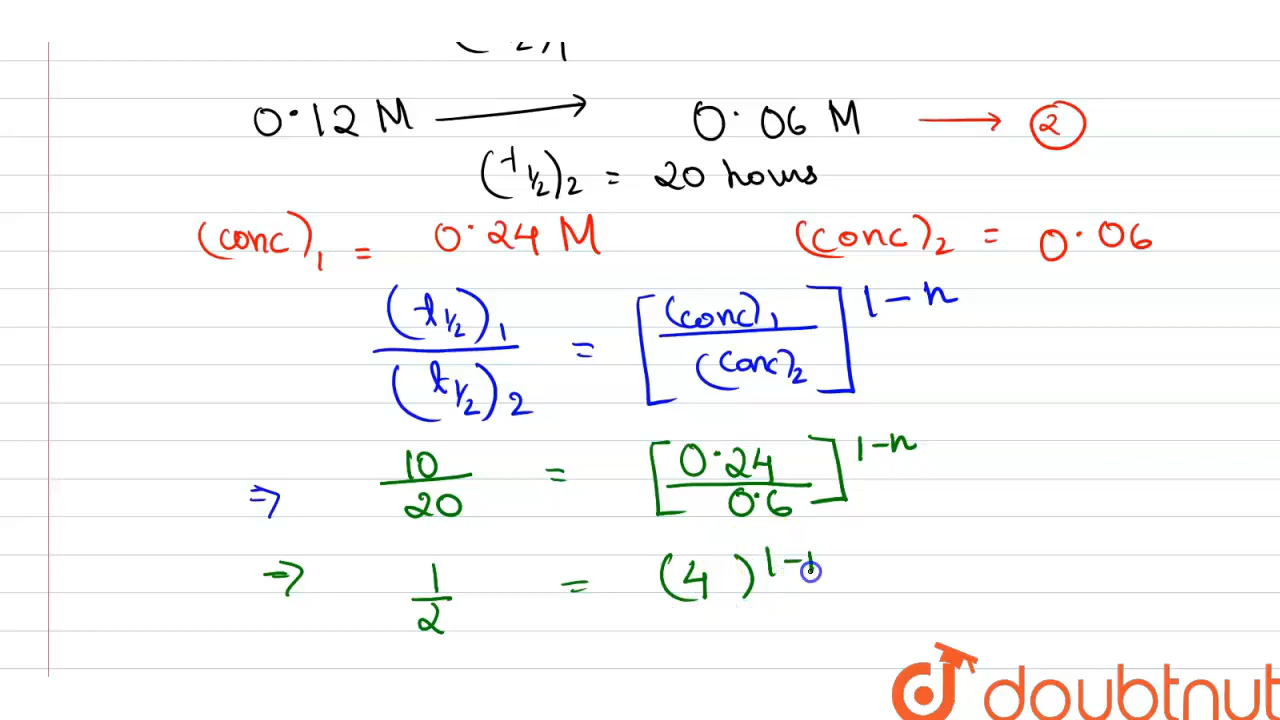 0.12 M ⟶ 0.06 M ⟶ ②
(t1/2)2 = 20 hours
(conc)1 = 0.24 M (conc)2 = 0.06
(t1/2)1 / (t1/2)2 = [(conc)1 / (conc)2]^1-n
⇒ 10/20 = [0.24 / 0.6]^1-n
⇒ 1/2 = (4)^1-
doubtnut